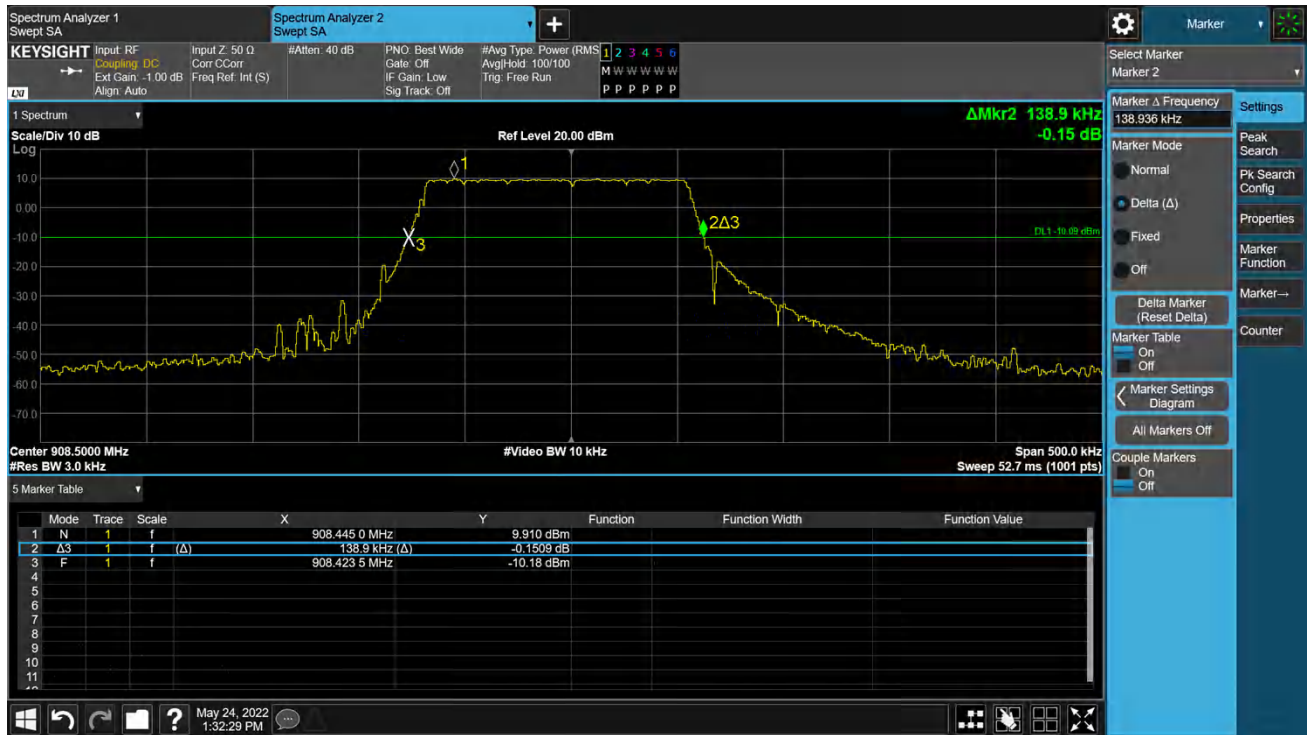 Spectrum Analyzer 1
Swept SA
Spectrum Analyzer 2
Swept SA
Marker
KEYSIGHT
LXI
Input: RF
Coupling: DC
Ext Gain: -1.00 dB
Align: Auto
Input Z: 50 Ω
Corr CCorr
Freq Ref: Int (S)
#Atten: 40 dB
PNO: Best Wide
Gate: Off
IF Gain: Low
Sig Track: Off
#Avg Type: Power (RMS
Avg|Hold: 100/100
Trig: Free Run
1 2 3 4 5 6
M W W W W W
P P P P P P
Select Marker
Marker 2
1 Spectrum
Scale/Div 10 dB
Log
Ref Level 20.00 dBm
ΔMkr2 138.9 kHz
-0.15 dB
10.0
0.00
-10.0
-20.0
-30.0
-40.0
-50.0
-60.0
-70.0
1
2Δ3
3
DL1 -10.09 dBm
Center 908.5000 MHz
#Res BW 3.0 kHz
#Video BW 10 kHz
Span 500.0 kHz
Sweep 52.7 ms (1001 pts)
Marker Δ Frequency
138.936 kHz
Marker Mode
Normal
Delta (Δ)
Fixed
Off
Delta Marker
(Reset Delta)
Marker Table
On
Off
Marker Settings
Diagram
All Markers Off
Couple Markers
On
Off
Settings
Peak
Search
Pk Search
Config
Properties
Marker
Function
Marker→
Counter
5 Marker Table
Mode Trace Scale X Y Function Function Width Function Value
1 N 1 f 908.445 0 MHz 9.910 dBm
2 Δ3 1 f (Δ) 138.9 kHz (Δ) -0.1509 dB
3 F 1 f 908.423 5 MHz -10.18 dBm
4
5
6
7
8
9
10
11
May 24, 2022
1:32:29 PM